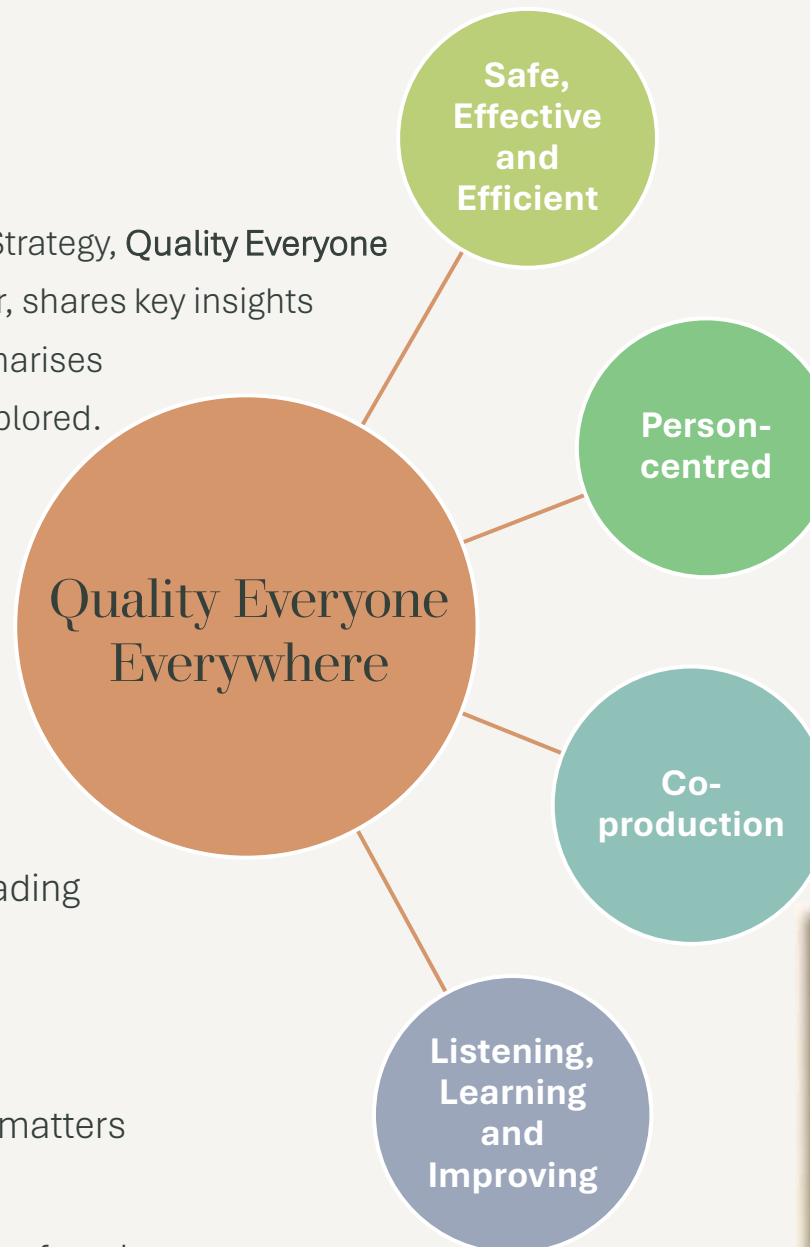 Safe,
Effective
and
Efficient
Strategy, Quality Everyone
, shares key insights
arises
plored.
Person-
centred
Quality Everyone
Everywhere
Co-
production
ading
matters
Listening,
Learning
and
Improving